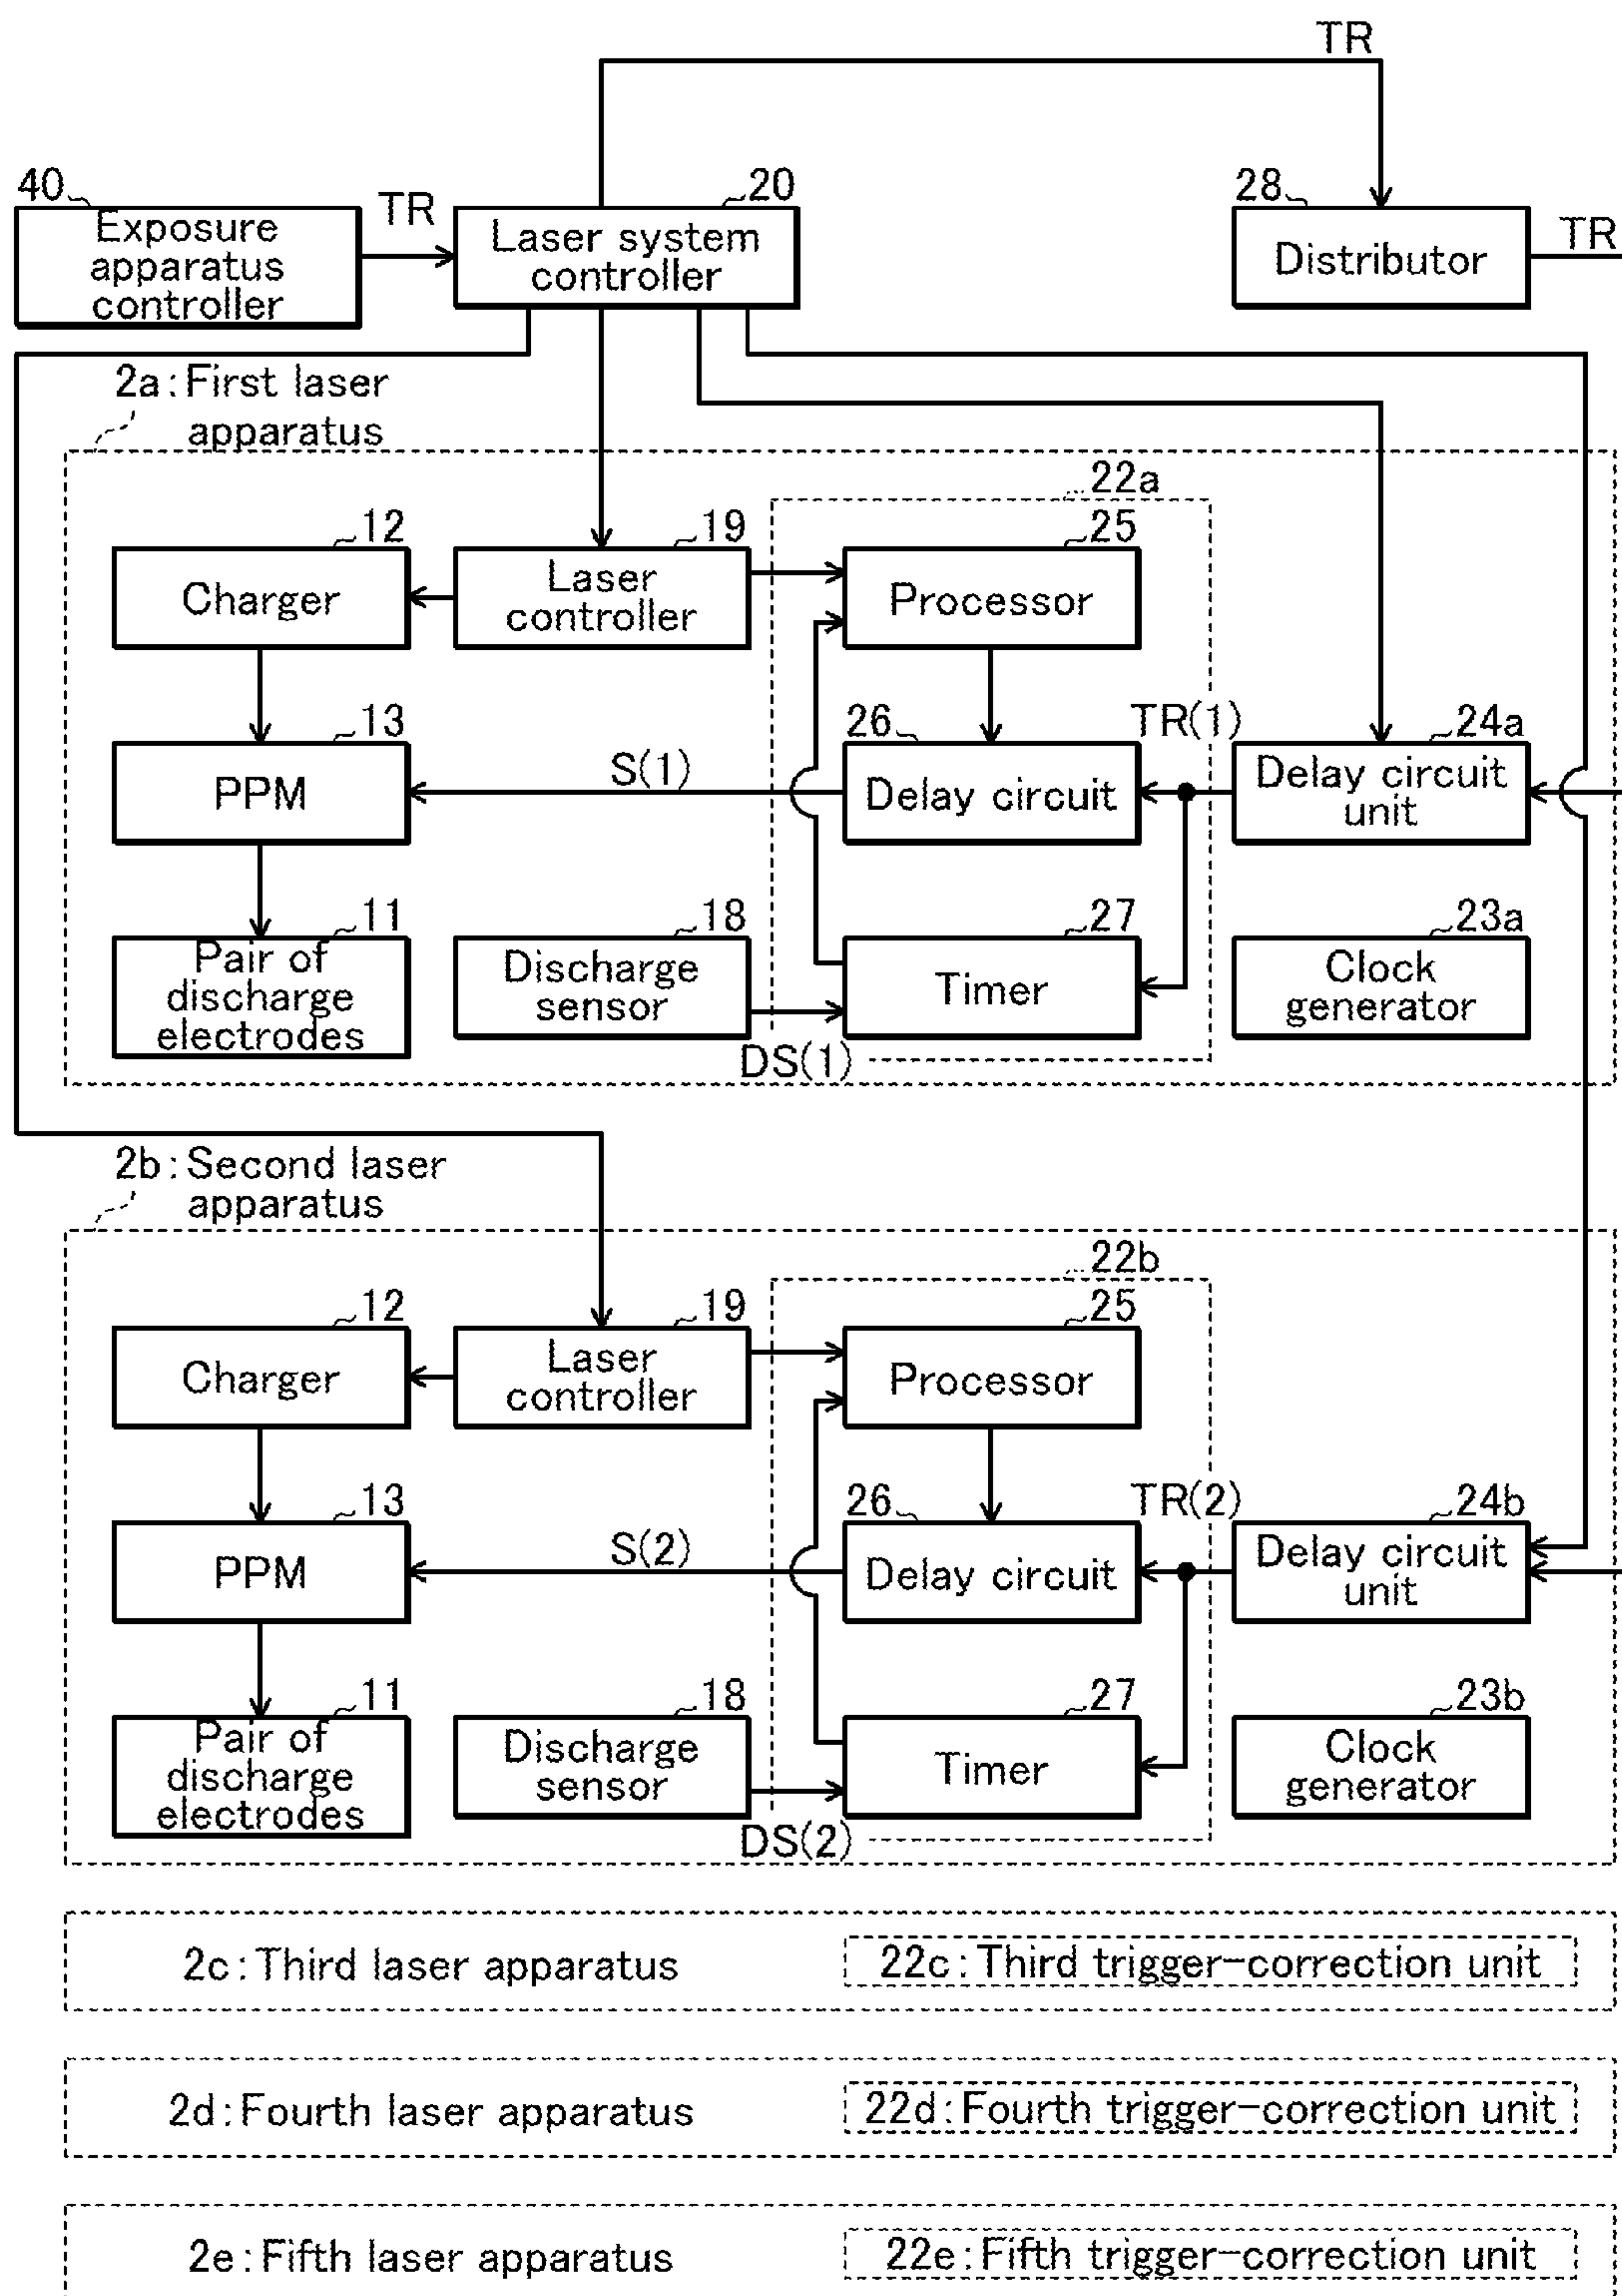 TR
40
TR
20
28
TR
Exposure
apparatus
controller
Laser system
controller
Distributor
2a:First laser
apparatus
22a
12
19
25
Charger
Laser
controller
Processor
13
S(1)
26
TR(1)
24a
PPM
Delay circuit
Delay circuit
unit
11
18
27
23a
Pair of
discharge
electrodes
Discharge
sensor
Timer
Clock
generator
DS(1)
2b:Second laser
apparatus
22b
12
19
25
Charger
Laser
controller
Processor
13
S(2)
26
TR(2)
24b
PPM
Delay circuit
Delay circuit
unit
11
18
27
23b
Pair of
discharge
electrodes
Discharge
sensor
Timer
Clock
generator
DS(2)
2c:Third laser apparatus
22c:Third trigger-correction unit
2d:Fourth laser apparatus
22d:Fourth trigger-correction unit
2e:Fifth laser apparatus
22e:Fifth trigger-correction unit